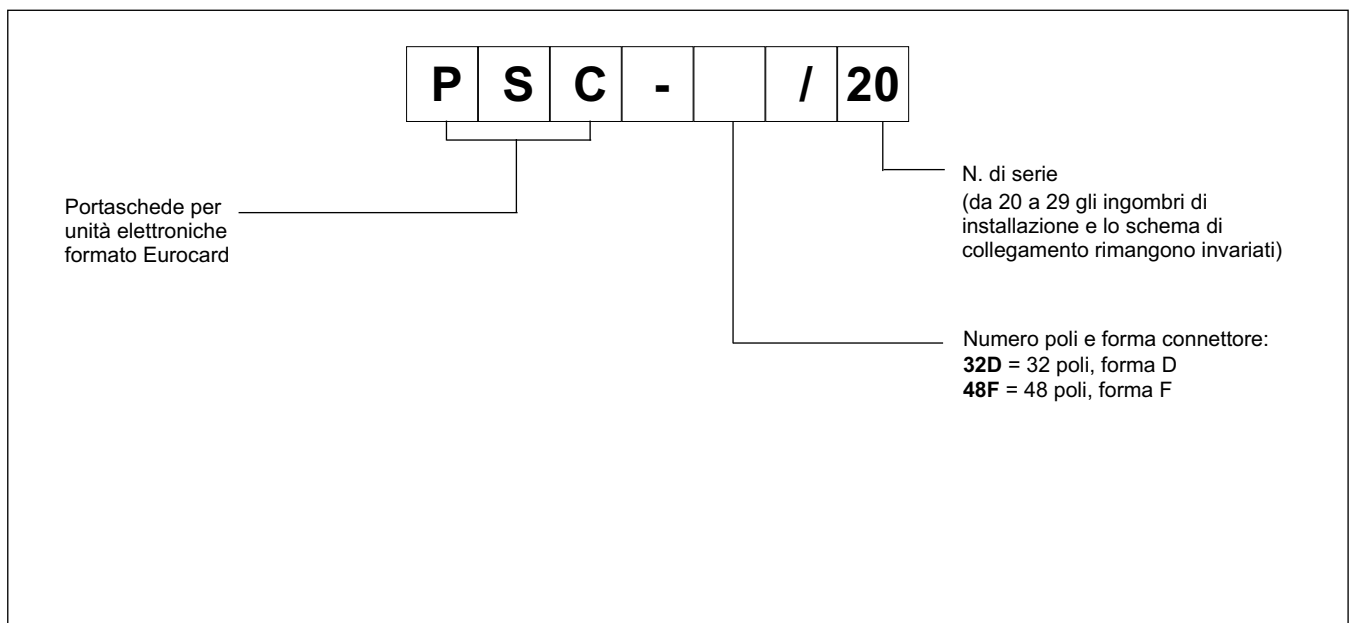 P S C - / 20
N. di serie
(da 20 a 29 gli ingombri di
installazione e lo schema di
collegamento rimangono invariati)
Portaschede per
unità elettroniche
formato Eurocard
Numero poli e forma connettore:
32D = 32 poli, forma D
48F = 48 poli, forma F